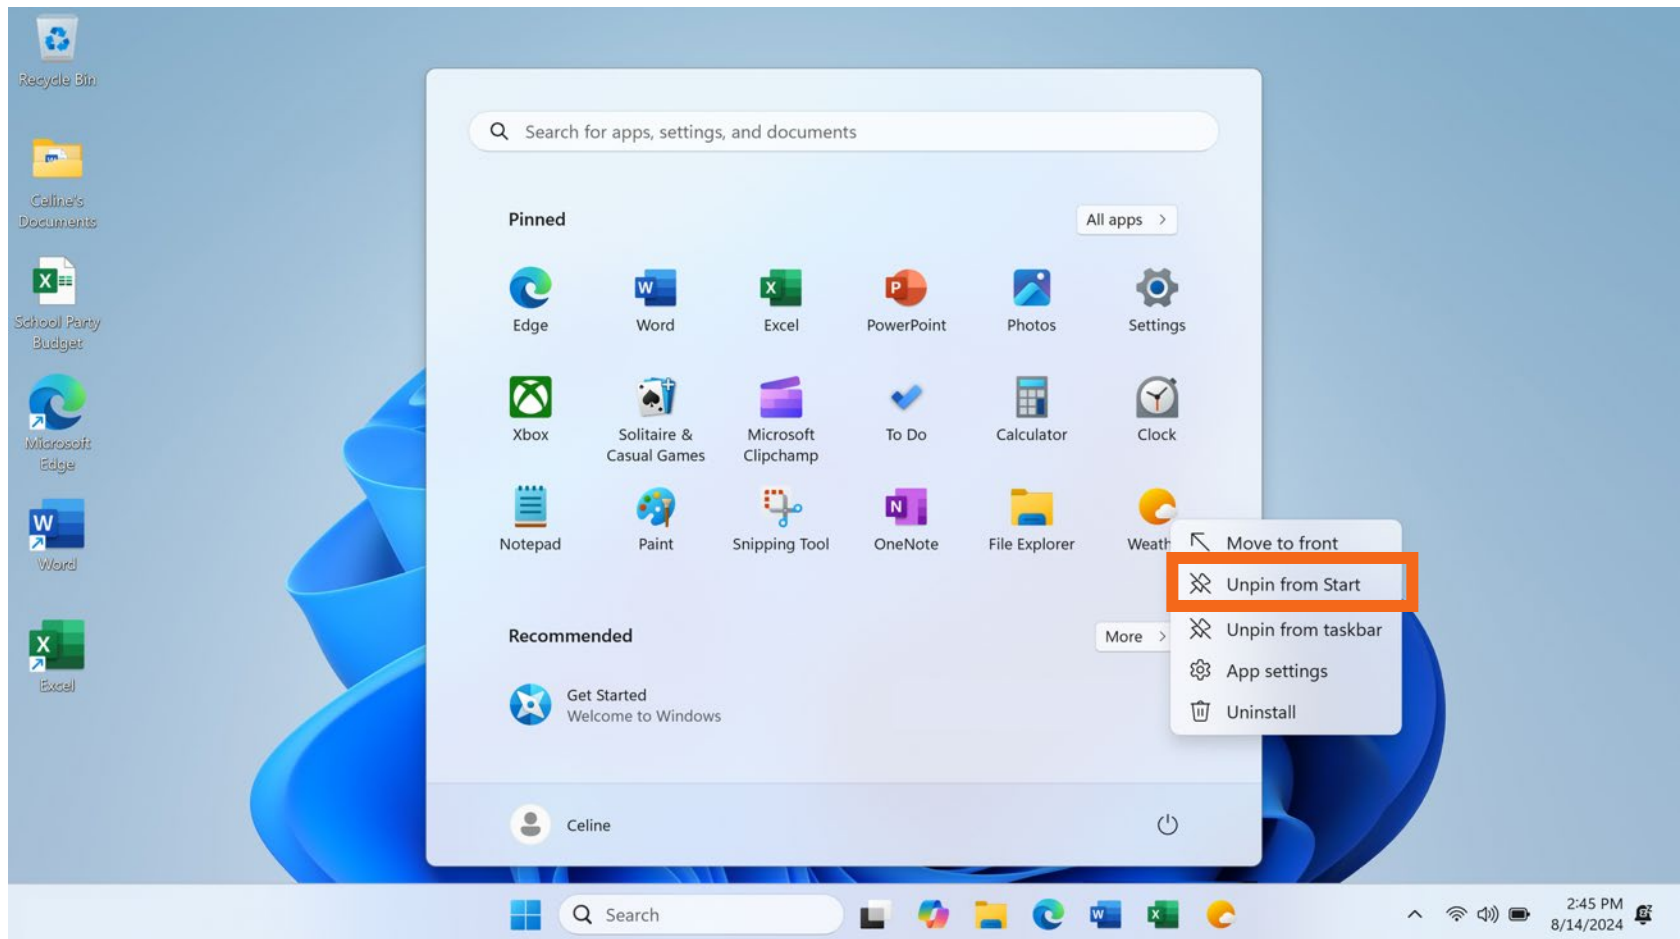 Recycle Bin
Celine's
Documents
School Party
Budget
Microsoft
Edge
Word
Excel
Search for apps, settings, and documents
Pinned
All apps
Edge
Word
Excel
PowerPoint
Photos
Settings
Xbox
Solitaire &
Casual Games
Microsoft
Clipchamp
To Do
Calculator
Clock
Notepad
Paint
Snipping Tool
OneNote
File Explorer
Weath
Move to front
Unpin from Start
Unpin from taskbar
App settings
Uninstall
Recommended
More
Get Started
Welcome to Windows
Celine
Search
2:45 PM
8/14/2024